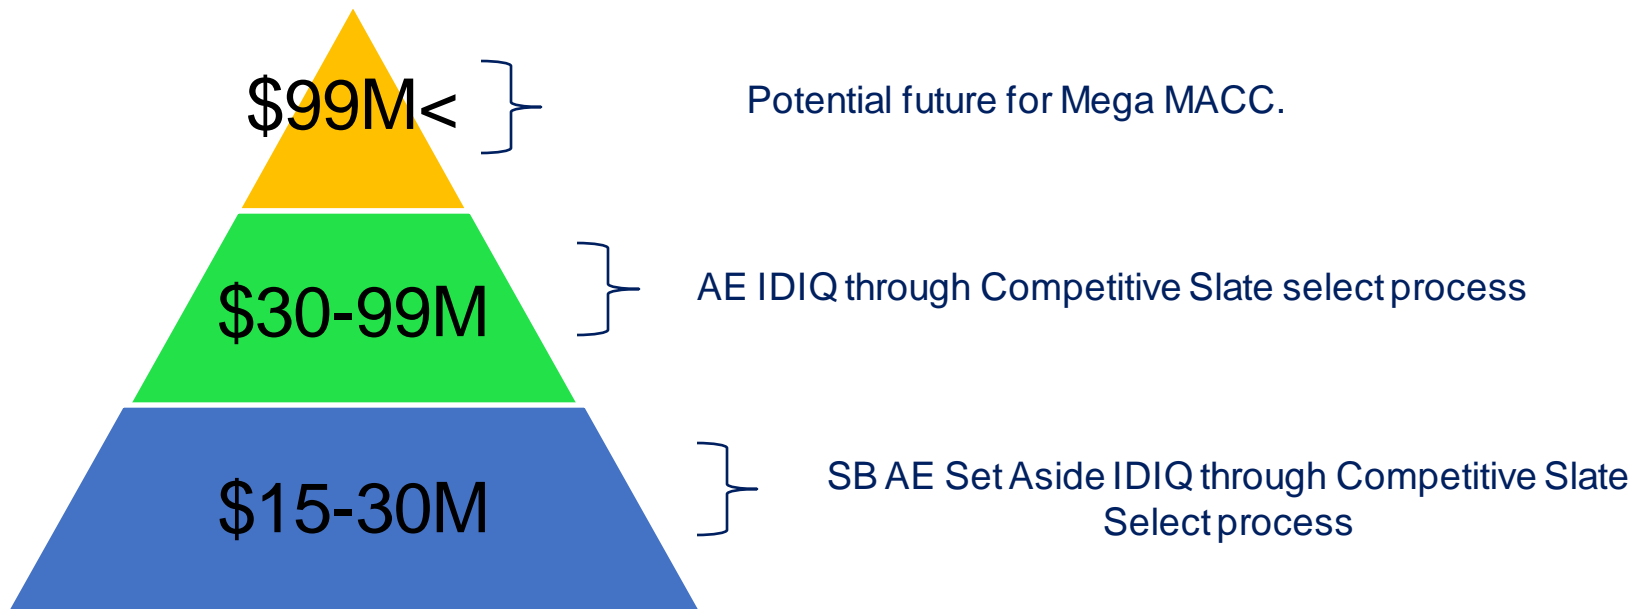 $99M<
Potential future for Mega MACC.
$30-99M
AE IDIQ through Competitive Slate select process
$15-30M
SB AE Set Aside IDIQ through Competitive Slate
Select process